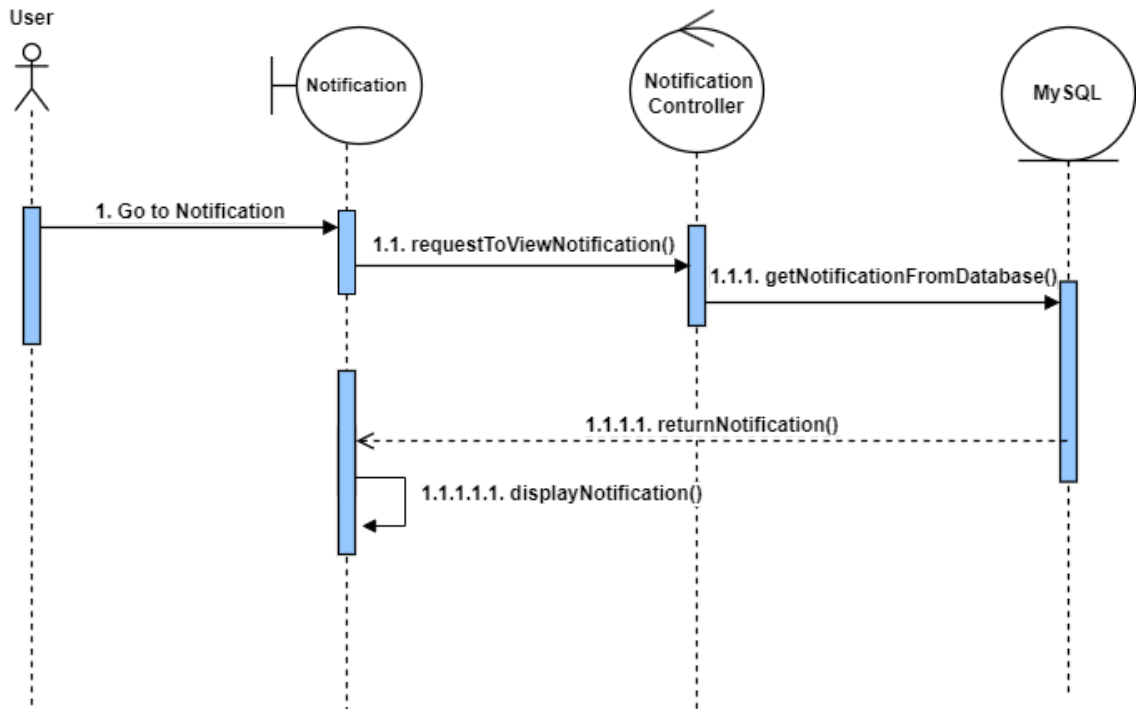 User
Notification
Notification
Controller
MySQL
1. Go to Notification
1.1. requestToViewNotification()
1.1.1. getNotificationFromDatabase()
1.1.1.1. returnNotification()
1.1.1.1.1. displayNotification()